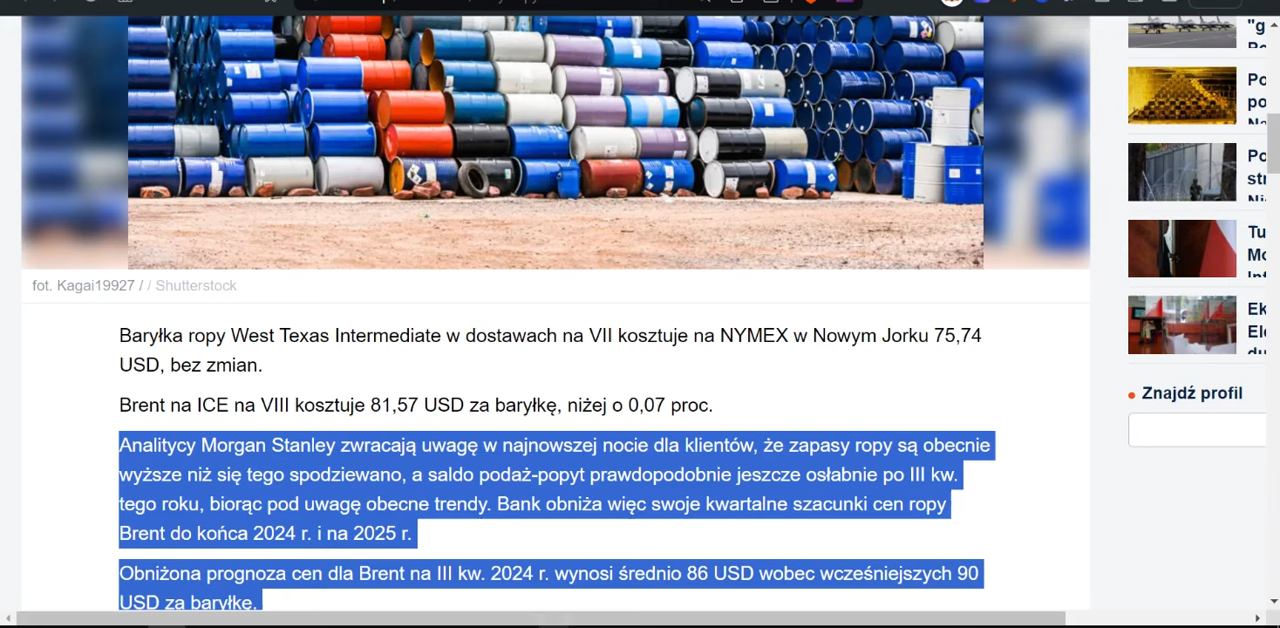 fot. Kagai19927 / / Shutterstock
Baryłka ropy West Texas Intermediate w dostawach na VII kosztuje na NYMEX w Nowym Jorku 75,74
USD, bez zmian.
Brent na ICE na VIII kosztuje 81,57 USD za baryłkę, niżej o 0,07 proc.
Analitycy Morgan Stanley zwracają uwagę w najnowszej nocie dla klientów, że zapasy ropy są obecnie
wyższe niż się tego spodziewano, a saldo podaż-popyt prawdopodobnie jeszcze osłabnie po III kw.
tego roku, biorąc pod uwagę obecne trendy. Bank obniża więc swoje kwartalne szacunki cen ropy
Brent do końca 2024 r. i na 2025 r.
Obniżona prognoza cen dla Brent na III kw. 2024 r. wynosi średnio 86 USD wobec wcześniejszych 90
USD za baryłkę.
"g
Po
po
Po
str
Tu
Mo
Ek
Ele
Znajdź profil